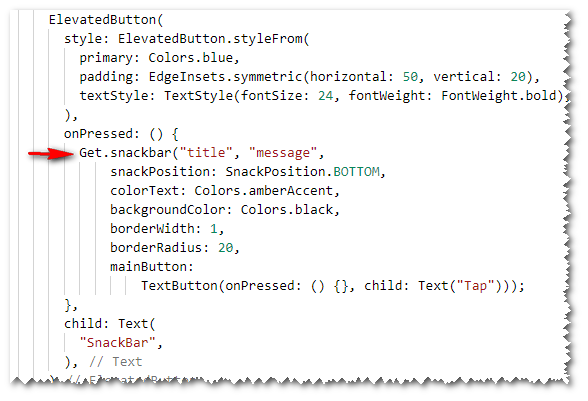 ElevatedButton(
style: ElevatedButton.styleFrom(
primary: Colors.blue,
padding: EdgeInsets.symmetric(horizontal: 50, vertical: 20),
textStyle: TextStyle(fontSize: 24, fontWeight: FontWeight.bold),
),
onPressed: () {
Get.snackbar("title", "message",
snackPosition: SnackPosition.BOTTOM,
colorText: Colors.amberAccent,
backgroundColor: Colors.black,
borderWidth: 1,
borderRadius: 20,
mainButton:
TextButton(onPressed: () {}, child: Text("Tap")));
},
child: Text(
"SnackBar",
), // Text
) // ElevatedButton